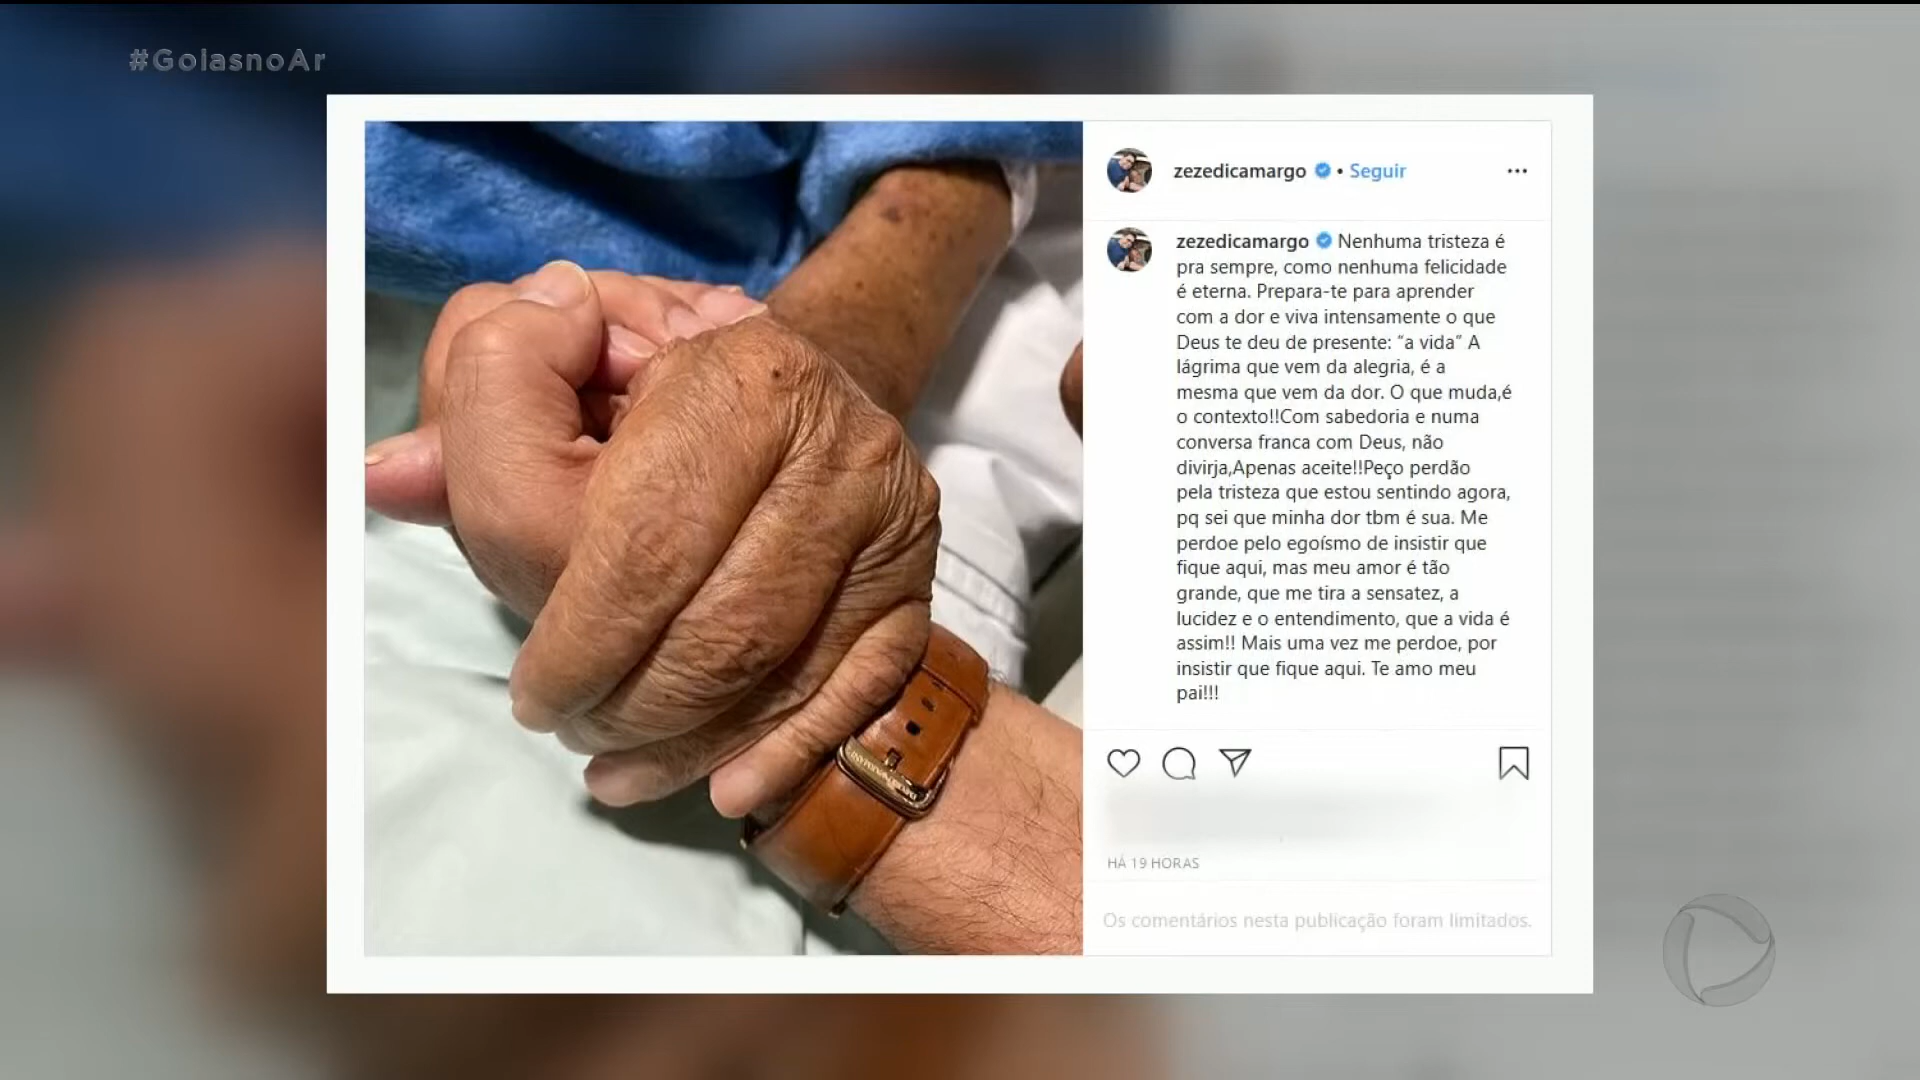 #GoiasnoAr
zezedicamargo • Seguir
zezedicamargo Nenhuma tristeza é
pra sempre, como nenhuma felicidade
é eterna. Prepara-te para aprender
com a dor e viva intensamente o que
Deus te deu de presente: “a vida” A
lágrima que vem da alegria, é a
mesma que vem da dor. O que muda,é
o contexto!!Com sabedoria e numa
conversa franca com Deus, não
divirja,Apenas aceite!!Peço perdão
pela tristeza que estou sentindo agora,
pq sei que minha dor tbm é sua. Me
perdoe pelo egoísmo de insistir que
fique aqui, mas meu amor é tão
grande, que me tira a sensatez, a
lucidez e o entendimento, que a vida é
assim!! Mais uma vez me perdoe, por
insistir que fique aqui. Te amo meu
pai!!!
HÁ 19 HORAS
Os comentários nesta publicação foram limitados.